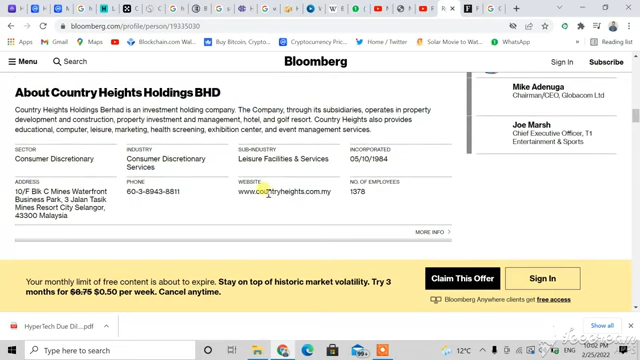 bloomberg.com/profile/person/19335030
Apps Blockchain.com Wal... Buy Bitcoin, Crypto... Cryptocurrency Pric... Home / Twitter Solar Movie to Wat... WhatsApp Reading list
Menu Search Bloomberg Sign In Subscribe
About Country Heights Holdings BHD
Country Heights Holdings Berhad is an investment holding company. The Company, through its subsidiaries, operates in property
development and construction, property investment and management, hotel and golf resort. Country Heights also provides
educational, computer, leisure, marketing, health screening, exhibition center, and event management services.
SECTOR
Consumer Discretionary
INDUSTRY
Consumer Discretionary
Services
SUB-INDUSTRY
Leisure Facilities & Services
INCORPORATED
05/10/1984
ADDRESS
10/F Blk C Mines Waterfront
Business Park, 3 Jalan Tasik
Mines Resort City Selangor,
43300 Malaysia
PHONE
60-3-8943-8811
WEBSITE
www.countryheights.com.my
NO. OF EMPLOYEES
1378
MORE INFO
Mike Adenuga
Chairman/CEO, Globacom Ltd
Joe Marsh
Chief Executive Officer, T1
Entertainment & Sports
Your monthly limit of free content is about to expire. Stay on top of historic market volatility. Try 3
months for $8.75 $0.50 per week. Cancel anytime.
Claim This Offer
Sign In
Bloomberg Anywhere clients get free access
HyperTech Due Dil....pdf
Show all
Type here to search
99+
12°C
10:02 PM
2/25/2022